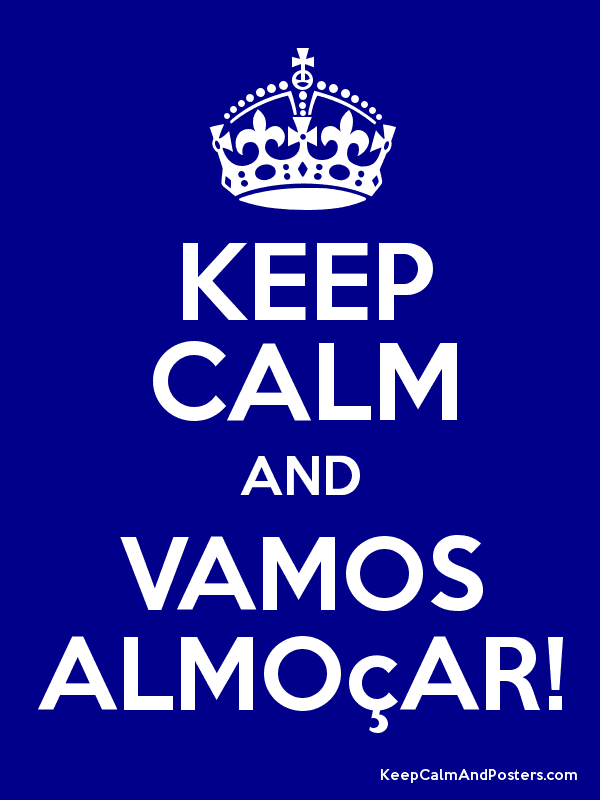 KEEP
CALM
AND
VAMOS
ALMOçAR!
KeepCalmAndPosters.com